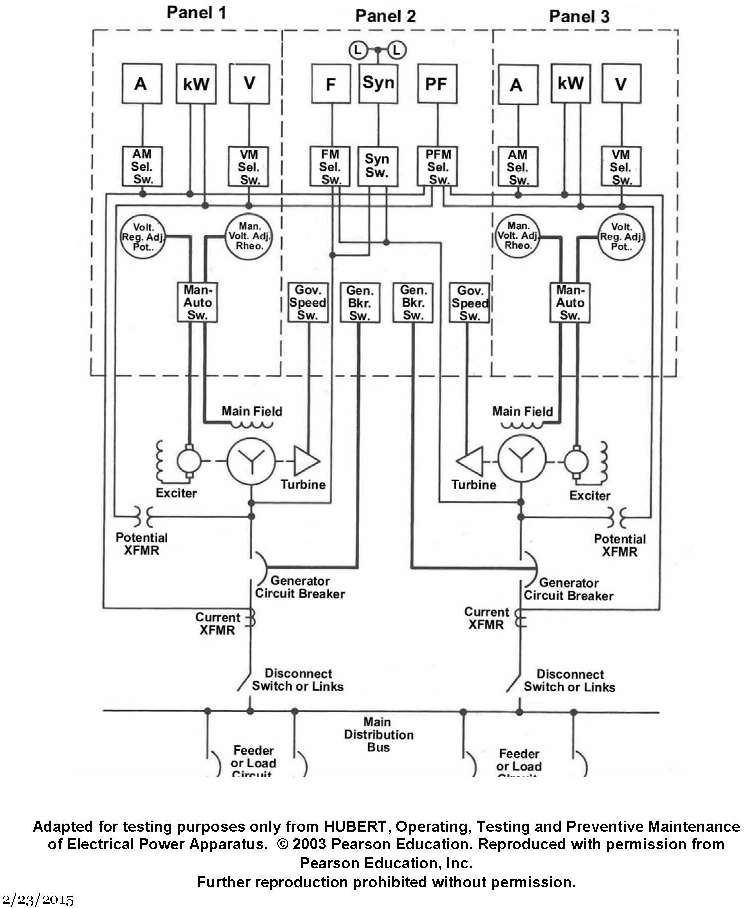 Panel 1
Panel 2
Panel 3
L
L
A
kW
V
F
Syn
PF
A
kW
V
AM
Sel.
Sw.
VM
Sel.
Sw.
FM
Sel.
Sw.
Syn
Sw.
PFM
Sel.
Sw.
AM
Sel.
Sw.
VM
Sel.
Sw.
Volt.
Reg. Adj.
Pot..
Man.
Volt. Adj.
Rheo.
Man.
Volt. Adj.
Rheo.
Volt.
Reg. Adj.
Pot..
Man-
Auto
Sw.
Gov.
Speed
Sw.
Gen.
Bkr.
Sw.
Gen.
Bkr.
Sw.
Gov.
Speed
Sw.
Man-
Auto
Sw.
Main Field
Main Field
Exciter
Turbine
Turbine
Exciter
Potential
XFMR
Potential
XFMR
Generator
Circuit Breaker
Generator
Circuit Breaker
Current
XFMR
Current
XFMR
Disconnect
Switch or Links
Disconnect
Switch or Links
Main
Distribution
Bus
Feeder
or Load
Circuit
Feeder
or Load
Circuit
Adapted for testing purposes only from HUBERT, Operating, Testing and Preventive Maintenance
of Electrical Power Apparatus. © 2003 Pearson Education. Reproduced with permission from
Pearson Education, Inc.
Further reproduction prohibited without permission.
2/23/2015